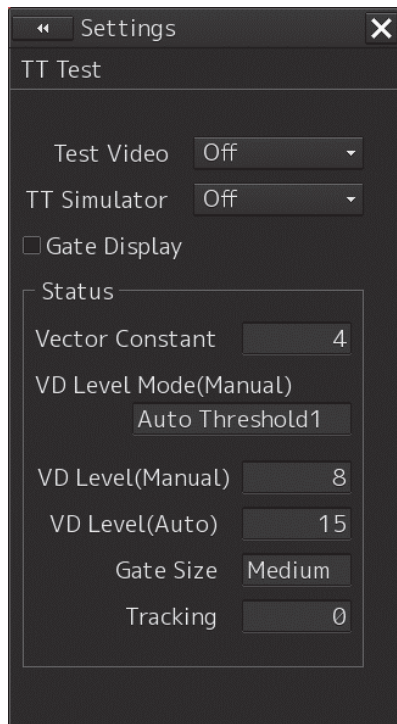 Settings
TT Test
Test Video Off
TT Simulator Off
Gate Display
Status
Vector Constant 4
VD Level Mode(Manual)
Auto Threshold1
VD Level(Manual) 8
VD Level(Auto) 15
Gate Size Medium
Tracking 0